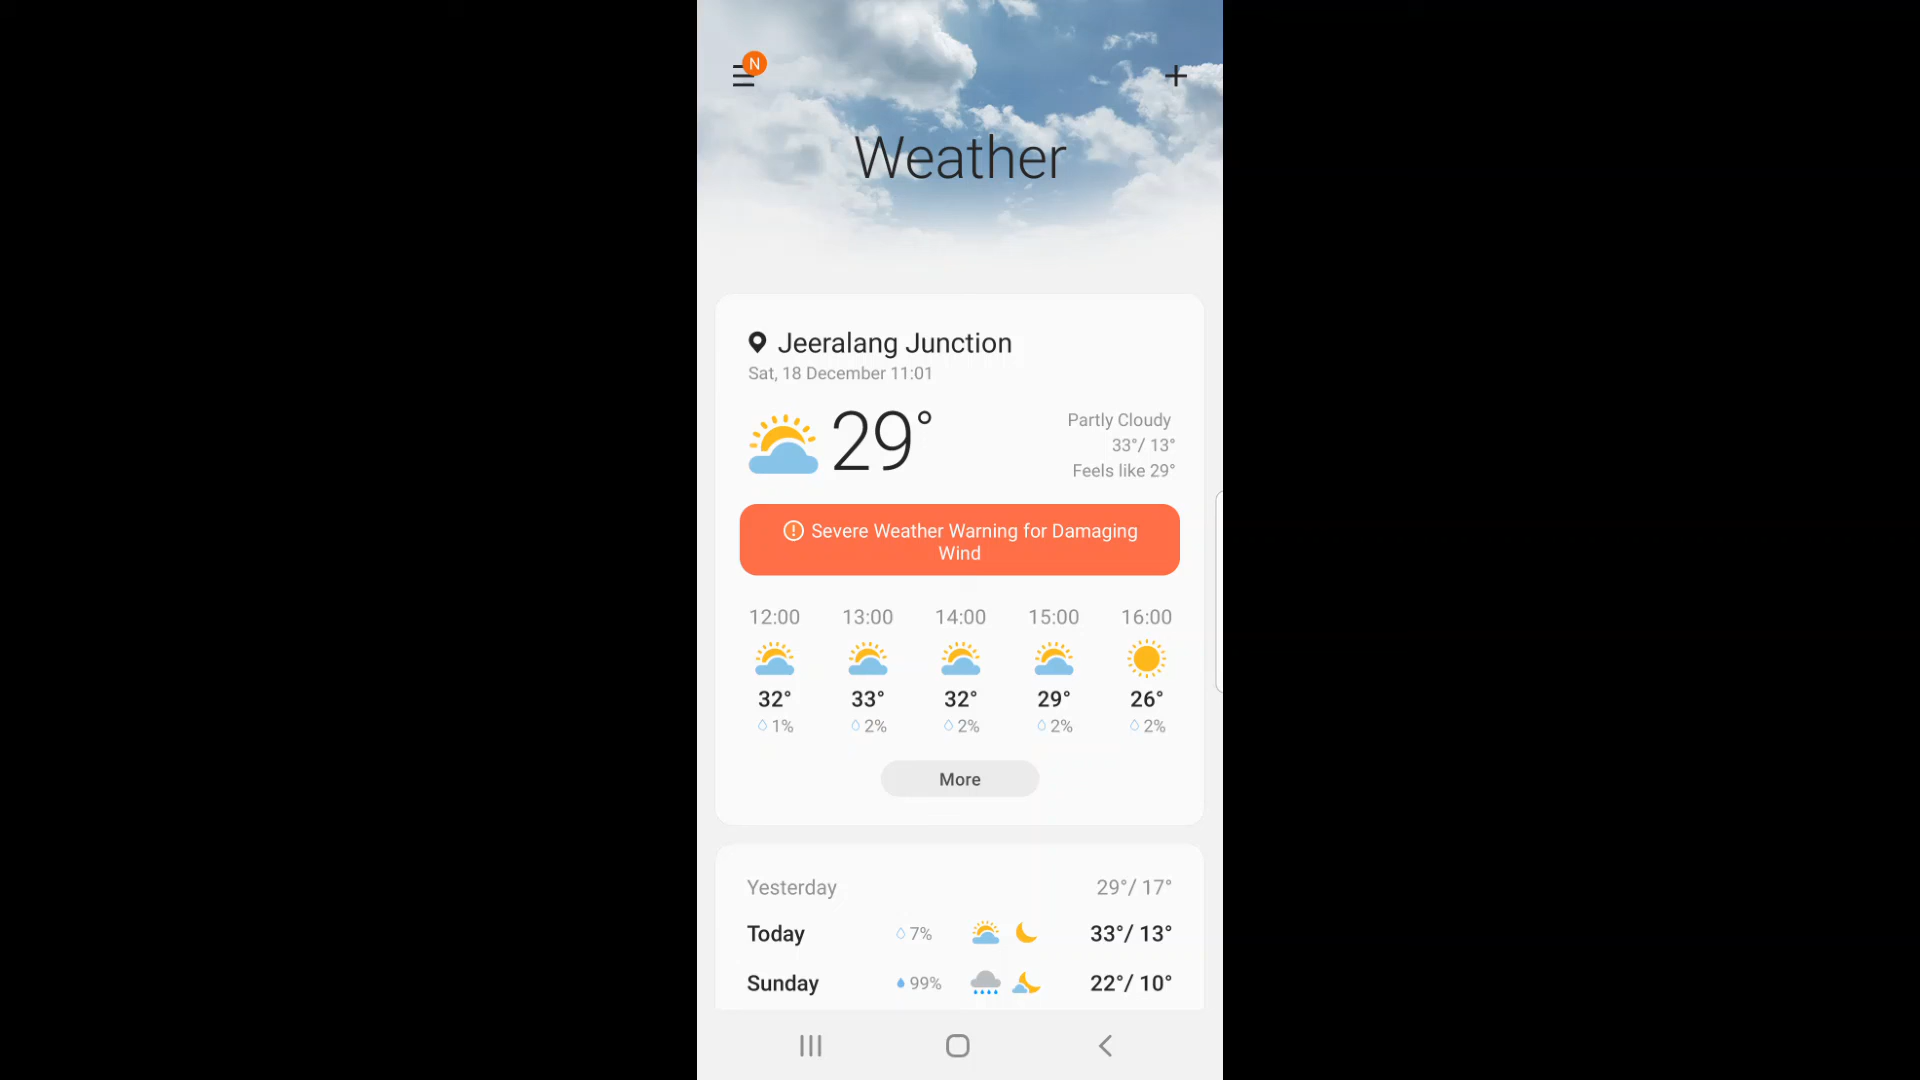 N
Weather
Jeeralang Junction
Sat, 18 December 11:01
29°
Partly Cloudy
33°/ 13°
Feels like 29°
Severe Weather Warning for Damaging
Wind
12:00 13:00 14:00 15:00 16:00
32° 33° 32° 29° 26°
1% 2% 2% 2% 2%
More
Yesterday 29°/ 17°
Today 7% 33°/ 13°
Sunday 99% 22°/ 10°